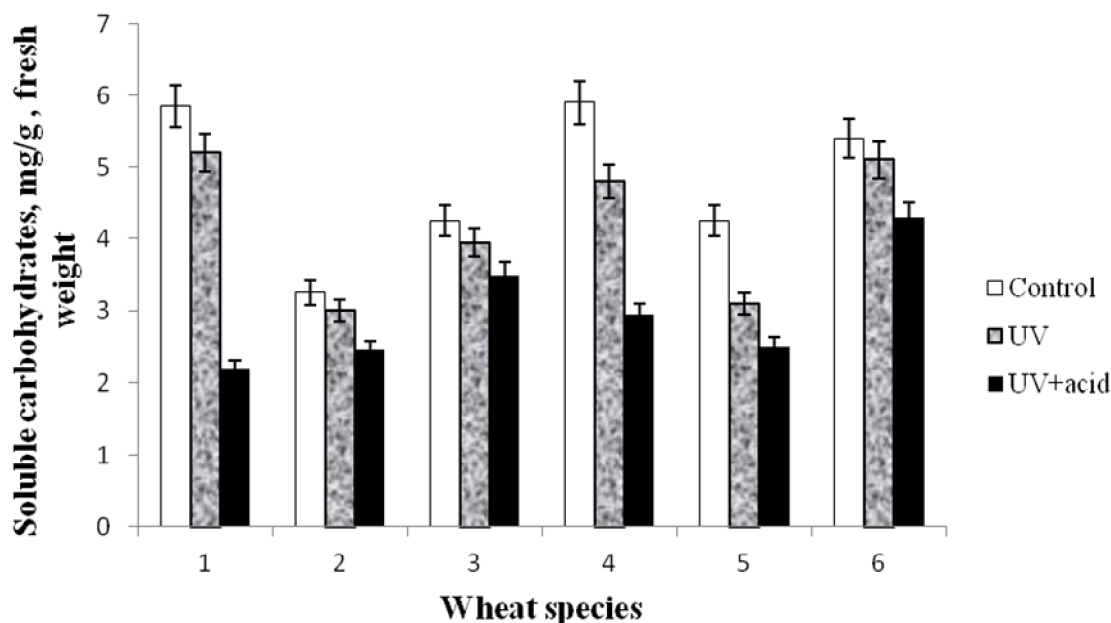 Soluble carbohydrates, mg/g , fresh
weight
7
6
5
4
3
2
1
0
1 2 3 4 5 6
Wheat species
Control
UV
UV+acid